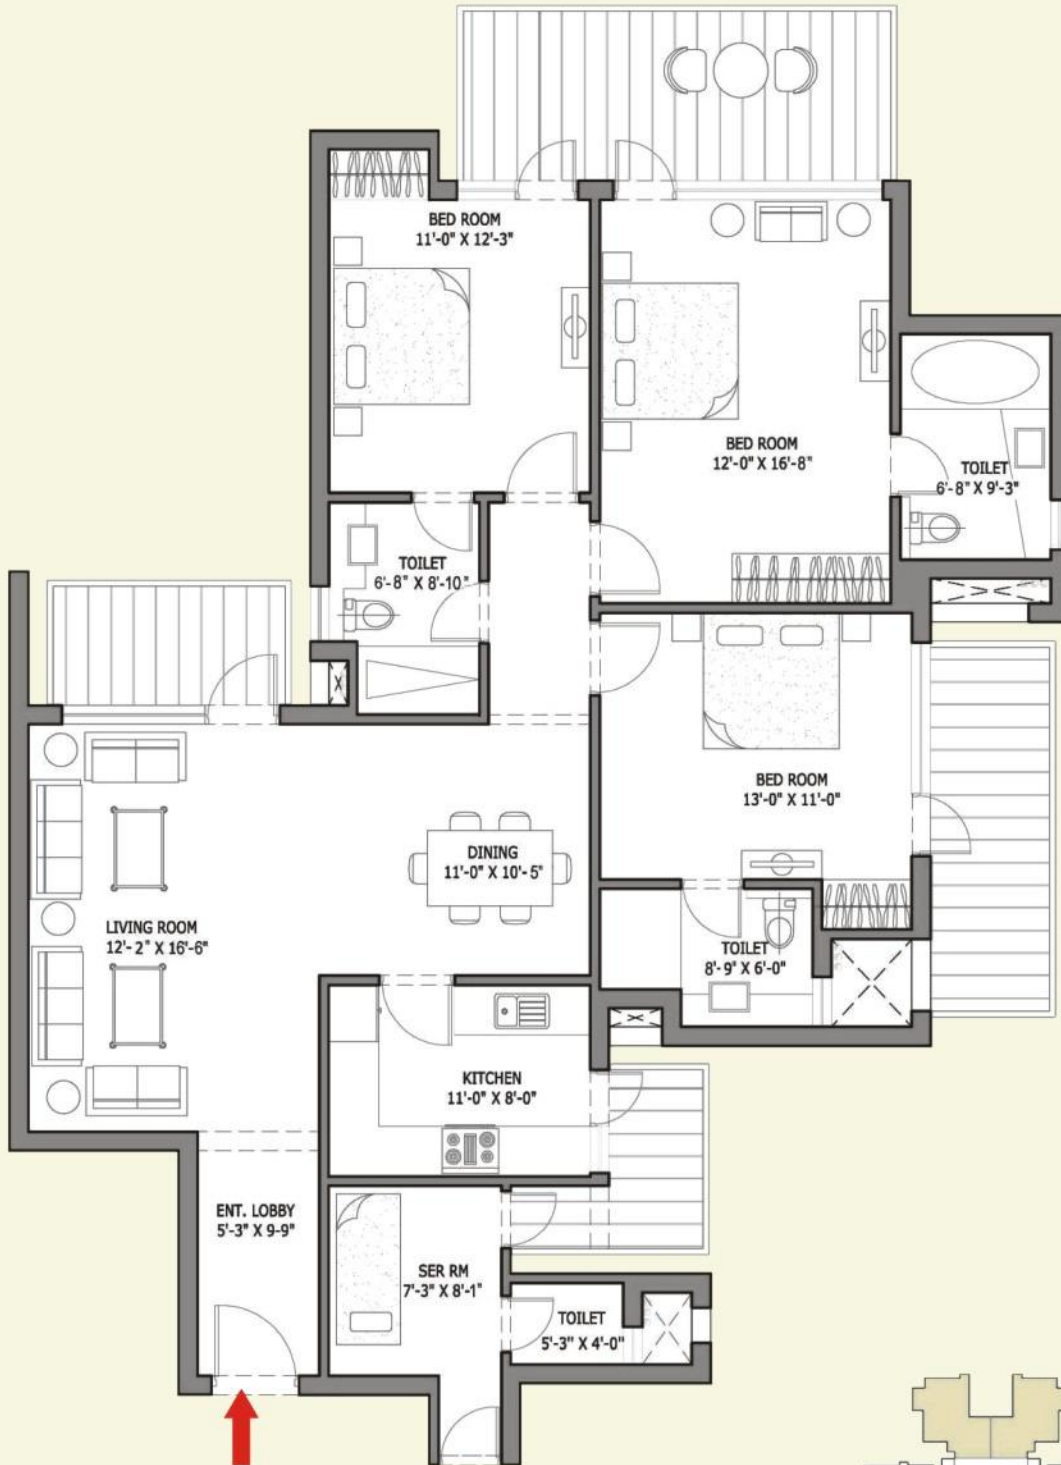 BED ROOM
11'-0" X 12'-3"
BED ROOM
12'-0" X 16'-8"
TOILET
6'-8" X 9'-3"
TOILET
6'-8" X 8'-10"
BED ROOM
13'-0" X 11'-0"
DINING
11'-0" X 10'-5"
LIVING ROOM
12'-2" X 16'-6"
TOILET
8'-9" X 6'-0"
KITCHEN
11'-0" X 8'-0"
ENT. LOBBY
5'-3" X 9-9"
SER RM
7'-3" X 8'-1"
TOILET
5'-3" X 4'-0"